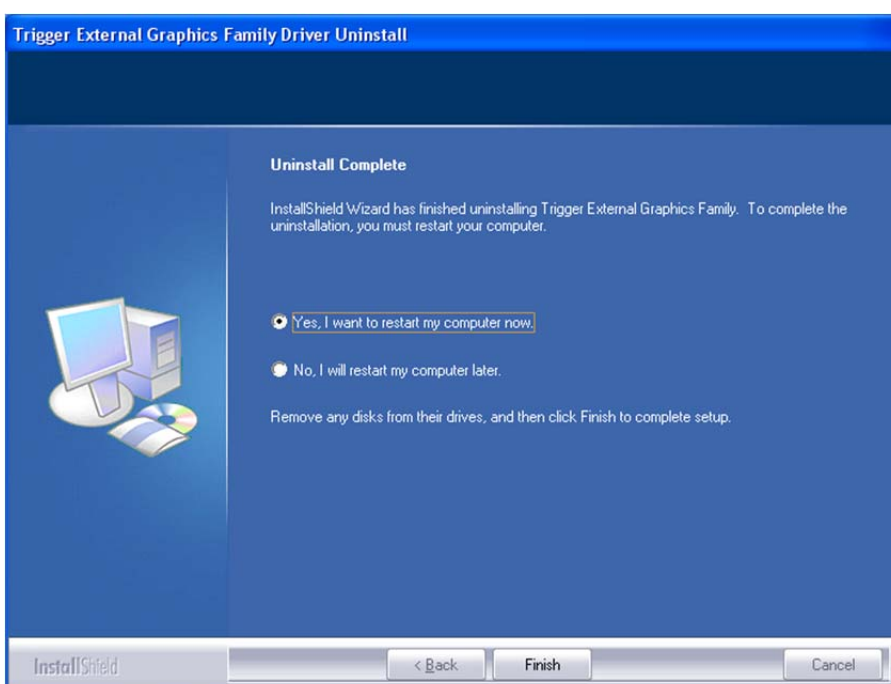 Trigger External Graphics Family Driver Uninstall
Uninstall Complete
InstallShield Wizard has finished uninstalling Trigger External Graphics Family.  To complete the
uninstallation, you must restart your computer.
Yes, I want to restart my computer now.
No, I will restart my computer later.
Remove any disks from their drives, and then click Finish to complete setup.
InstallShield
< Back
Finish
Cancel